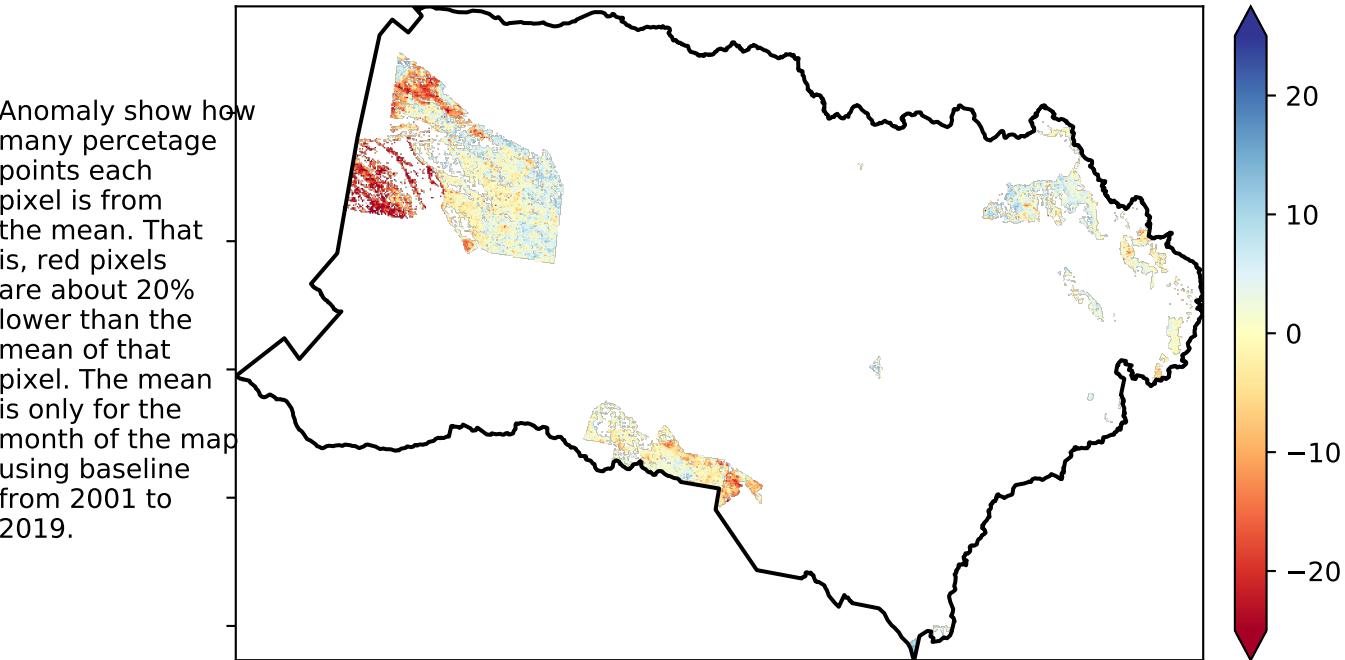 Anomaly show how
many percetage
points each
pixel is from
the mean. That
is, red pixels
are about 20%
lower than the
mean of that
pixel. The mean
is only for the
month of the map
using baseline
from 2001 to
2019.
20
10
0
−10
−20